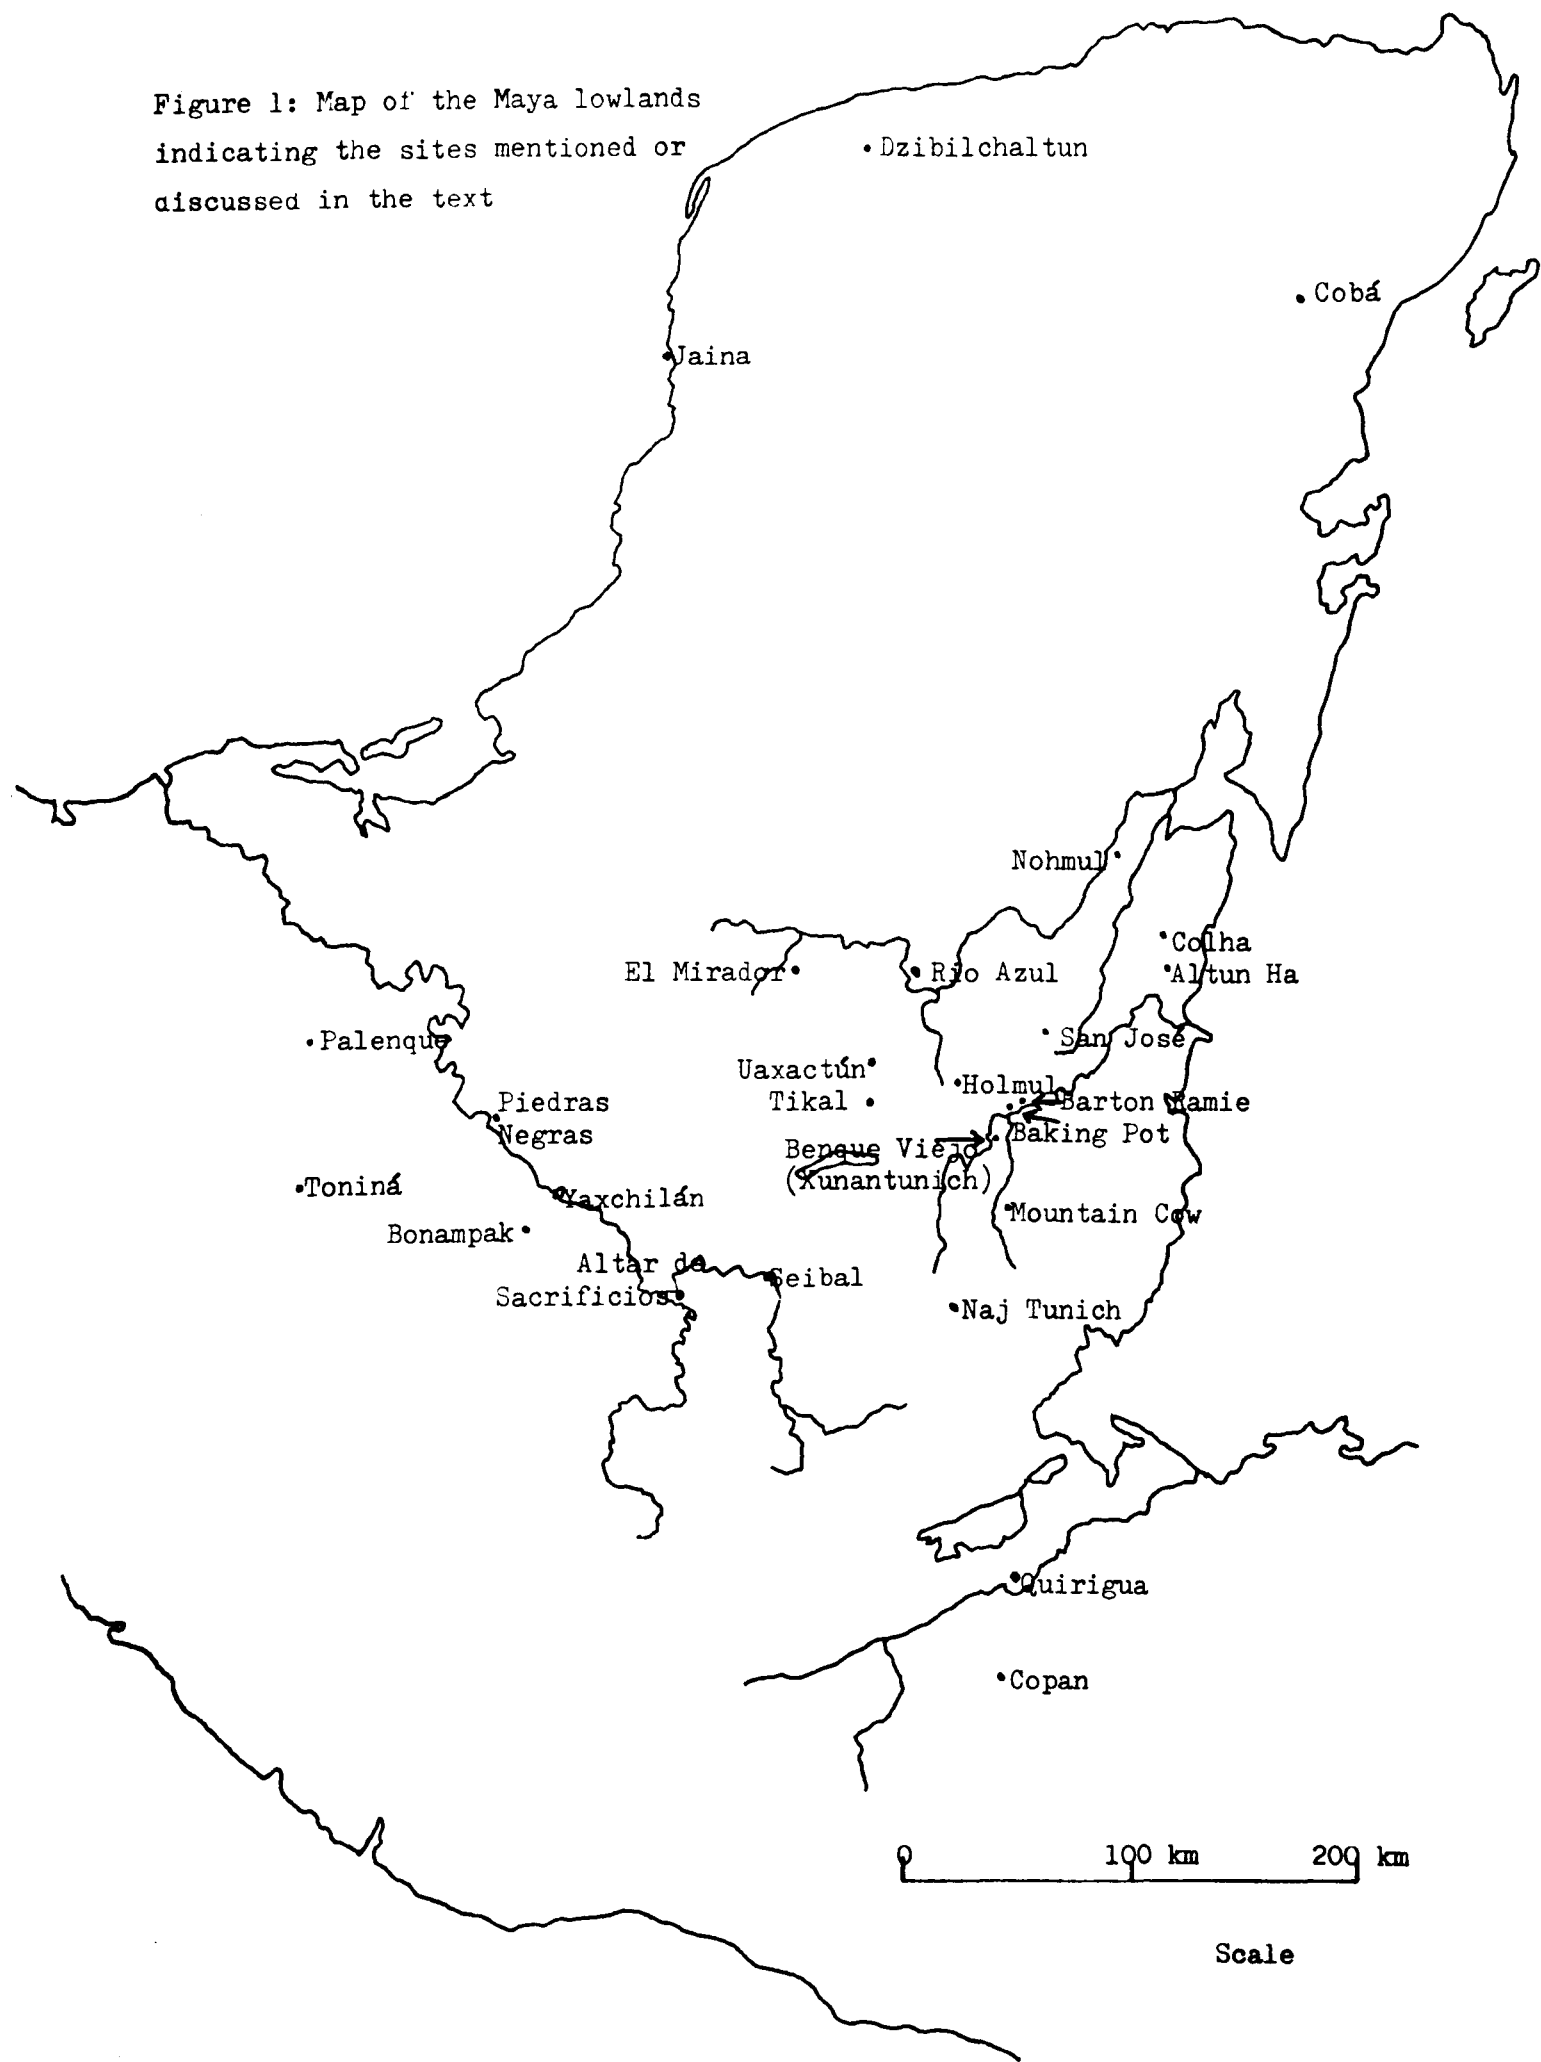 Figure 1: Map of the Maya lowlands
indicating the sites mentioned or
discussed in the text
Dzibilchaltun
Cobá
Jaina
Nohmul
Colha
Altun Ha
El Mirador
Río Azul
Palenque
San José
Uaxactún
Holmul
Tikal
Barton Ramie
Piedras
Negras
Baking Pot
Benque Viejo
(Xunantunich)
Toniná
Yaxchilán
Mountain Cow
Bonampak
Altar de
Sacrificios
Seibal
Naj Tunich
Quirigua
Copan
0 100 km 200 km
Scale